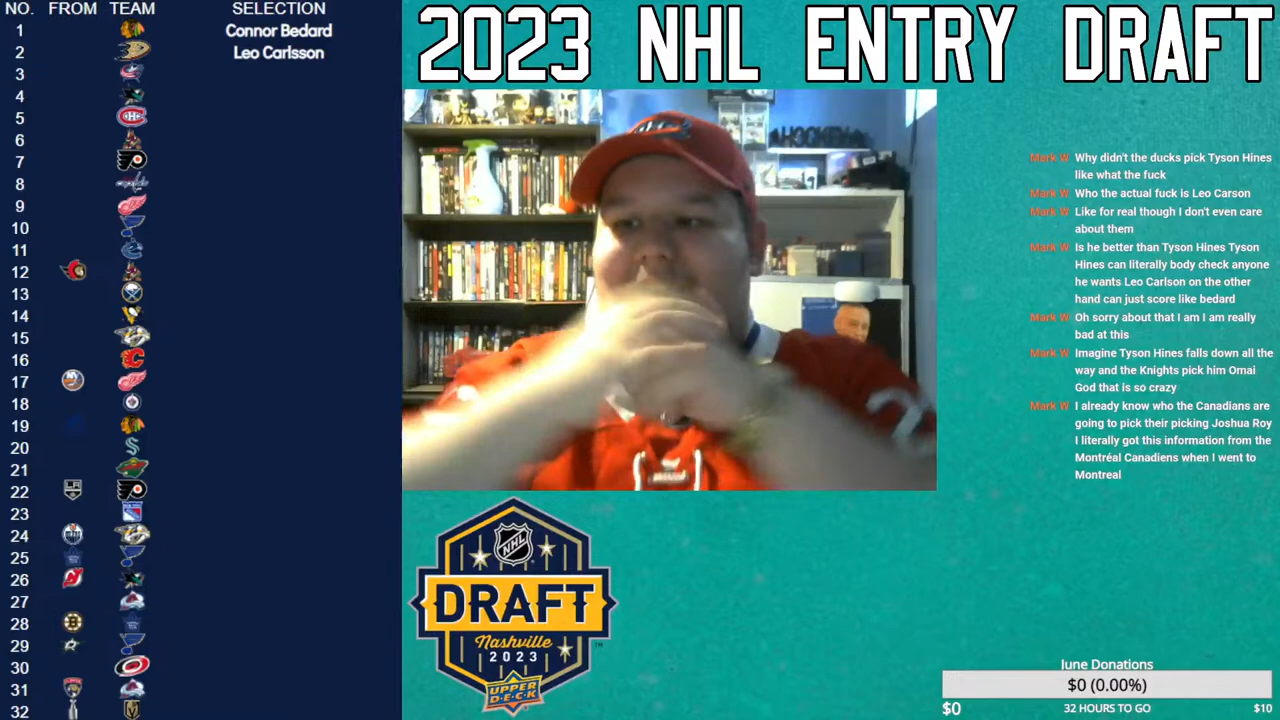 NO. FROM TEAM SELECTION
1 Connor Bedard
2 Leo Carlsson
3
4
5
6
7
8
9
10
11
12
13
14
15
16
17
18
19
20
21
22
23
24
25
26
27
28
29
30
31
32
2023 NHL ENTRY DRAFT
HOCKEY
Mark W Why didn't the ducks pick Tyson Hines
like what the fuck
Mark W Who the actual fuck is Leo Carson
Mark W Like for real though I don't even care
about them
Mark W Is he better than Tyson Hines Tyson
Hines can literally body check anyone
he wants Leo Carlson on the other
hand can just score like bedard
Mark W Oh sorry about that I am I am really
bad at this
Mark W Imagine Tyson Hines falls down all the
way and the Knights pick him Omai
God that is so crazy
Mark W I already know who the Canadians are
going to pick their picking Joshua Roy
I literally got this information from the
Montréal Canadiens when I went to
Montreal
NHL
DRAFT
Nashville
2023
UPPER
DECK
June Donations
$0 (0.00%)
$0 32 HOURS TO GO $10